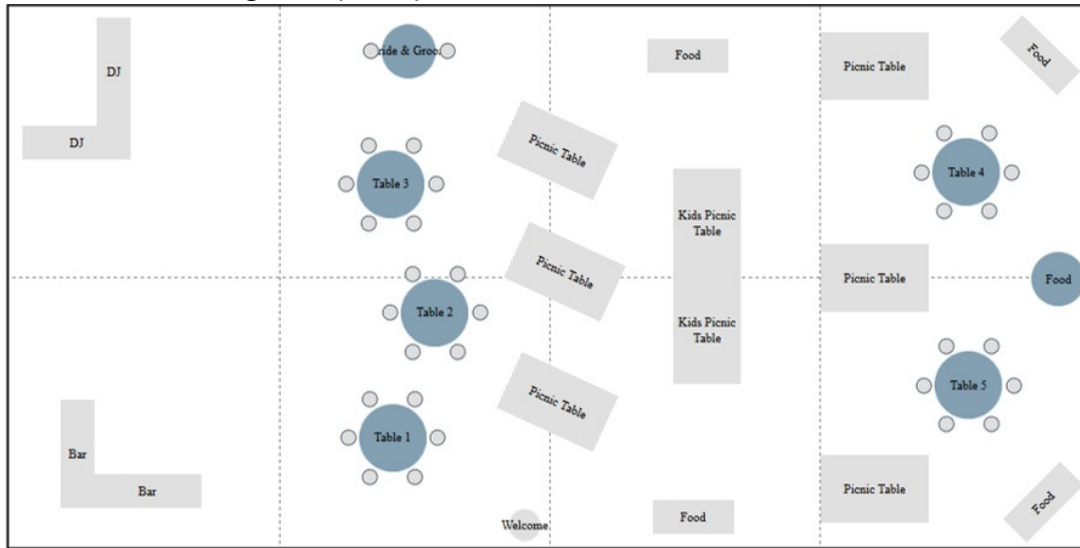 DJ
DJ
ride & Groo
Food
Picnic Table
Food
Picnic Table
Table 3
Kids Picnic
Table
Table 4
Picnic Table
Table 2
Kids Picnic
Table
Picnic Table
Food
Picnic Table
Table 1
Table 5
Bar
Bar
Welcome
Food
Picnic Table
Food